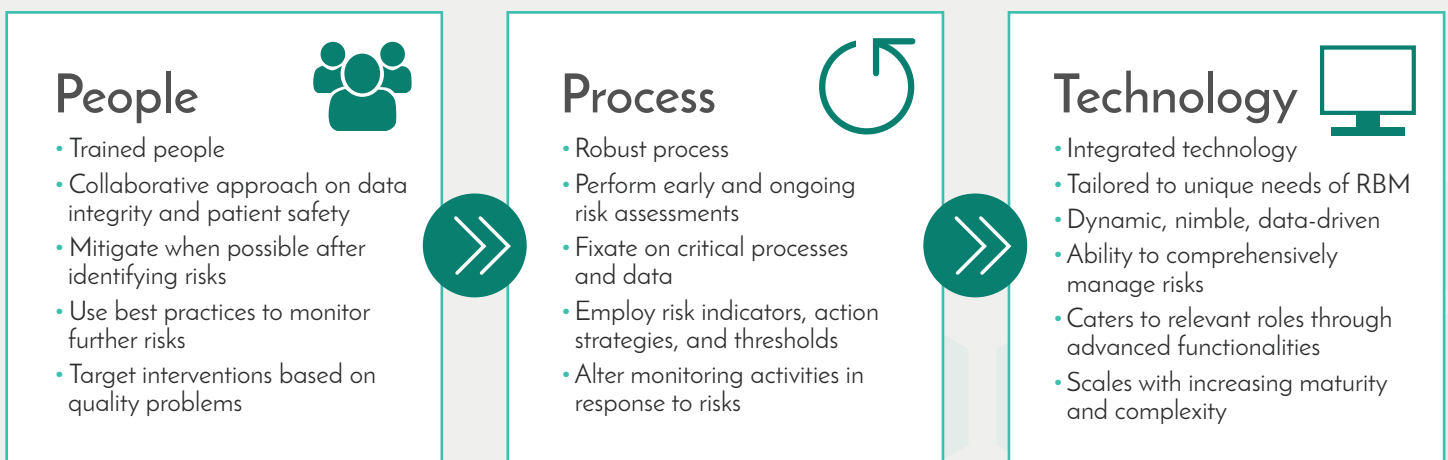 People
• Trained people
• Collaborative approach on data
integrity and patient safety
• Mitigate when possible after
identifying risks
• Use best practices to monitor
further risks
• Target interventions based on
quality problems
Process
• Robust process
• Perform early and ongoing
risk assessments
• Fixate on critical processes
and data
• Employ risk indicators, action
strategies, and thresholds
• Alter monitoring activities in
response to risks
Technology
• Integrated technology
• Tailored to unique needs of RBM
• Dynamic, nimble, data-driven
• Ability to comprehensively
manage risks
• Caters to relevant roles through
advanced functionalities
• Scales with increasing maturity
and complexity